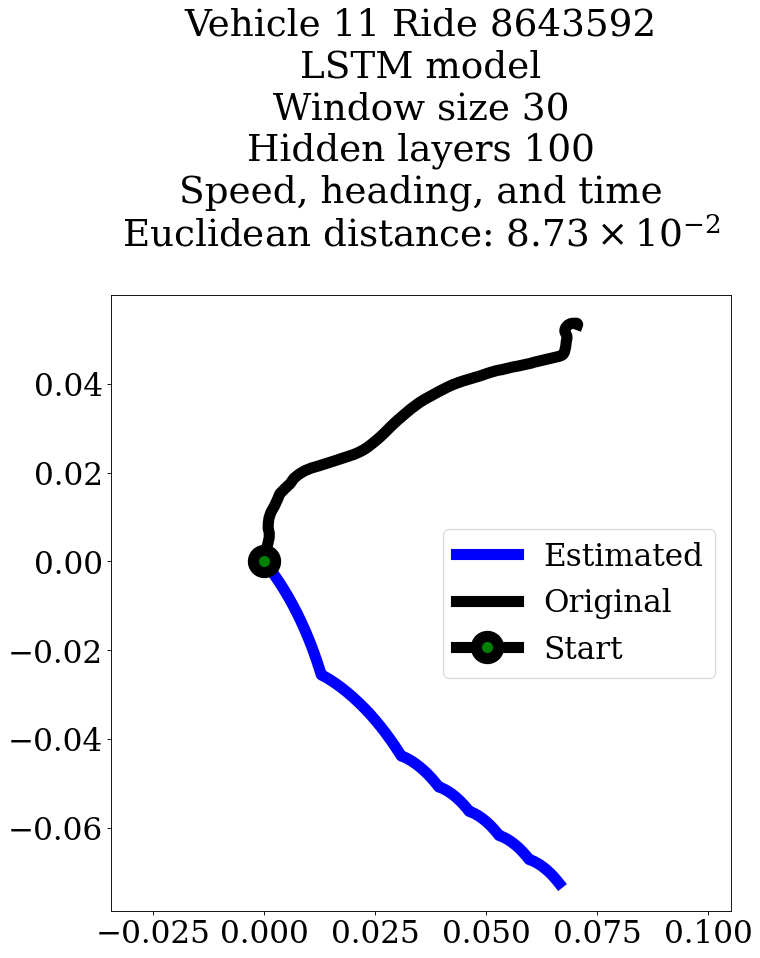 Vehicle 11 Ride 8643592
LSTM model
Window size 30
Hidden layers 100
Speed, heading, and time
Euclidean distance: 8.73 × 10⁻²
0.04
0.02
0.00
−0.02
−0.04
−0.06
Estimated
Original
Start
−0.025 0.000 0.025 0.050 0.075 0.100